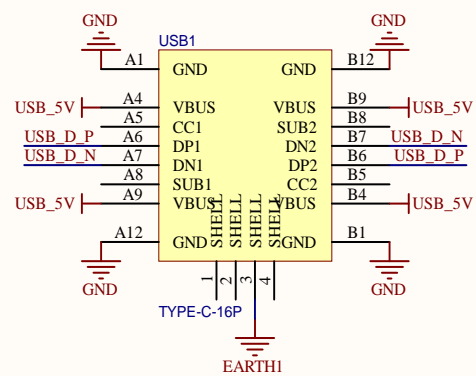 USB1
GND GND
A1 GND GND B12
USB_5V A4 VBUS VBUS B9 USB_5V
A5 CC1 SUB2 B8
USB_D_P A6 DP1 DN2 B7 USB_D_N
USB_D_N A7 DN1 DP2 B6 USB_D_P
A8 SUB1 CC2 B5
USB_5V A9 VBUS VBUS B4 USB_5V
A12 GND GND B1
SHELL SHELL SHELL SHELL
1 2 3 4
GND GND
TYPE-C-16P
EARTH1